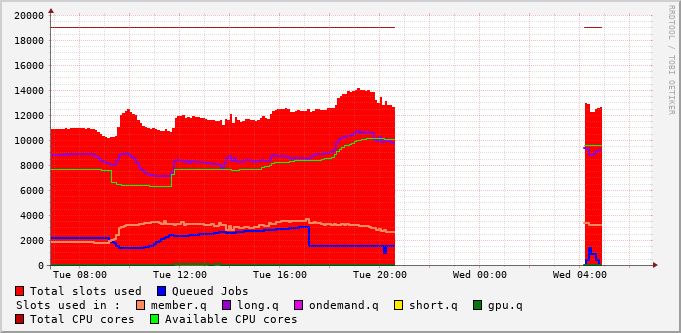 20000
18000
16000
14000
12000
10000
8000
6000
4000
2000
0
Tue 08:00 Tue 12:00 Tue 16:00 Tue 20:00 Wed 00:00 Wed 04:00
Total slots used Queued Jobs
Slots used in : member.q long.q ondemand.q short.q gpu.q
Total CPU cores Available CPU cores
RRDTOOL / TOBI OETIKER